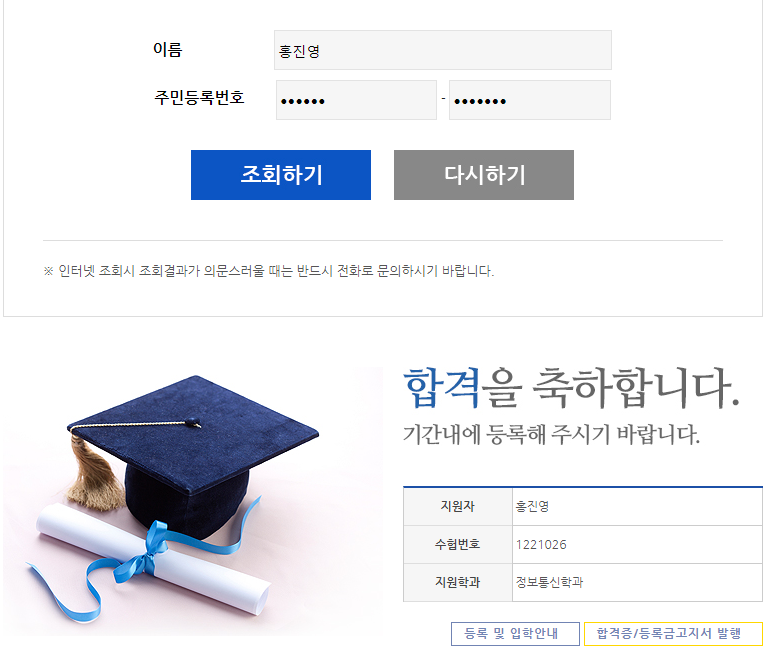 이름
홍진영
주민등록번호
•••••• - •••••••
조회하기 다시하기
※ 인터넷 조회시 조회결과가 의문스러울 때는 반드시 전화로 문의하시기 바랍니다.
합격을 축하합니다.
기간내에 등록해 주시기 바랍니다.
지원자 홍진영
수험번호 1221026
지원학과 정보통신학과
등록 및 입학안내 합격증/등록금고지서 발행